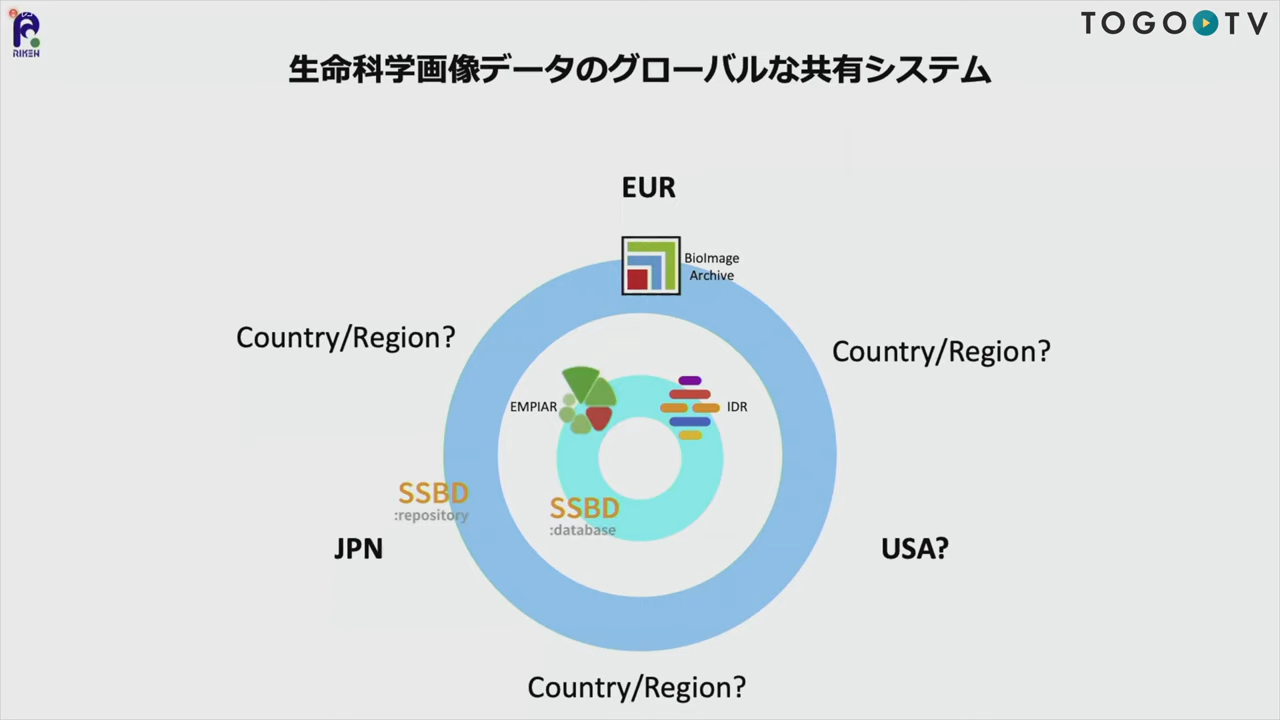 RIKEN
TOGO TV
生命科学画像データのグローバルな共有システム
EUR
BioImage
Archive
Country/Region?
Country/Region?
EMPIAR
IDR
SSBD
:repository
SSBD
:database
JPN
USA?
Country/Region?